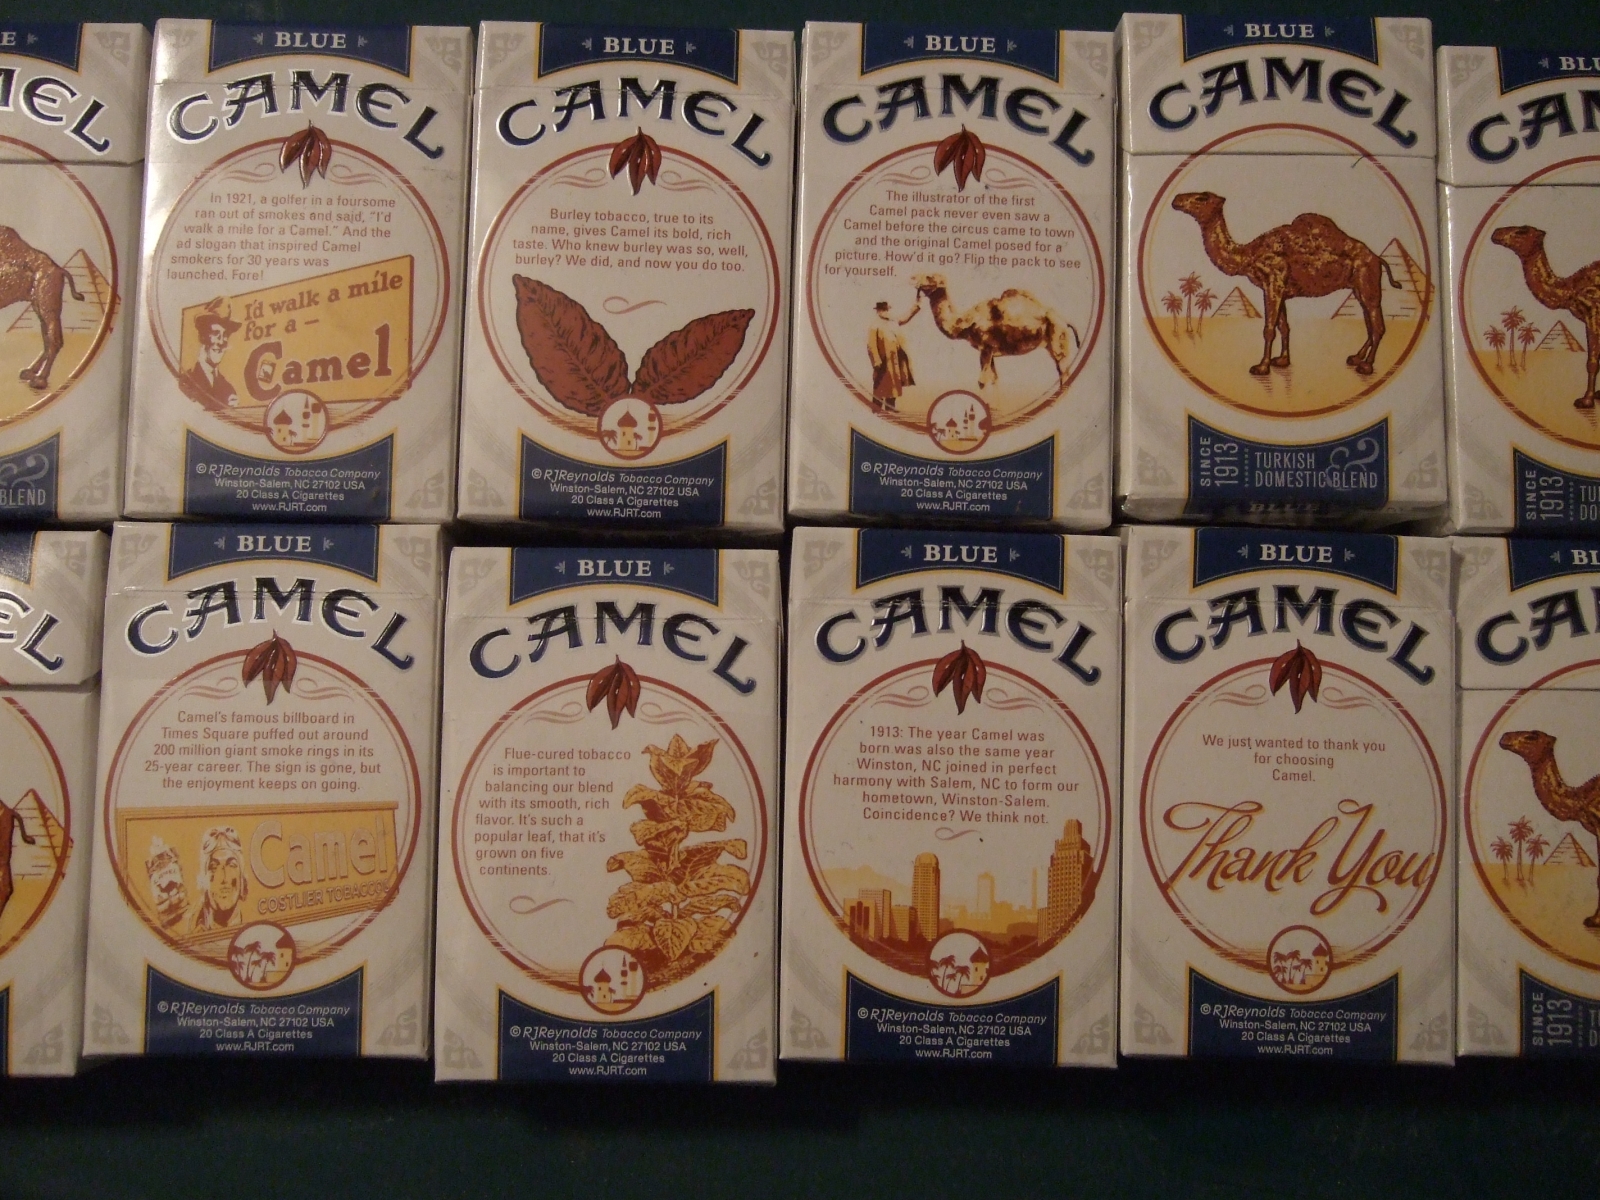 E
MEL
BLEND
BLUE
CAMEL
In 1921, a golfer in a foursome
ran out of smokes and said, "I'd
walk a mile for a Camel." And the
ad slogan that inspired Camel
smokers for 30 years was
launched. Fore!
I'd walk a mile
for a –
Camel
© RJReynolds Tobacco Company
Winston-Salem, NC 27102 USA
20 Class A Cigarettes
www.RJRT.com
BLUE
CAMEL
Burley tobacco, true to its
name, gives Camel its bold, rich
taste. Who knew burley was so, well,
burley? We did, and now you do too.
© RJReynolds Tobacco Company
Winston-Salem, NC 27102 USA
20 Class A Cigarettes
www.RJRT.com
BLUE
CAMEL
The illustrator of the first
Camel pack never even saw a
Camel before the circus came to town
and the original Camel posed for a
picture. How'd it go? Flip the pack to see
for yourself.
© RJReynolds Tobacco Company
Winston-Salem, NC 27102 USA
20 Class A Cigarettes
www.RJRT.com
BLUE
CAMEL
SINCE
1913
TURKISH &
DOMESTIC BLEND
BLUE
BLU
CAM
SINCE
1913
TU
DO
EL
BLUE
CAMEL
Camel's famous billboard in
Times Square puffed out around
200 million giant smoke rings in its
25-year career. The sign is gone, but
the enjoyment keeps on going.
Camel
COSTLIER TOBACCOS
© RJReynolds Tobacco Company
Winston-Salem, NC 27102 USA
20 Class A Cigarettes
www.RJRT.com
BLUE
CAMEL
Flue-cured tobacco
is important to
balancing our blend
with its smooth, rich
flavor. It's such a
popular leaf, that it's
grown on five
continents.
© RJReynolds Tobacco Company
Winston-Salem, NC 27102 USA
20 Class A Cigarettes
www.RJRT.com
BLUE
CAMEL
1913: The year Camel was
born was also the same year
Winston, NC joined in perfect
harmony with Salem, NC to form our
hometown, Winston-Salem.
Coincidence? We think not.
© RJReynolds Tobacco Company
Winston-Salem, NC 27102 USA
20 Class A Cigarettes
www.RJRT.com
BLUE
CAMEL
We just wanted to thank you
for choosing
Camel.
Thank You
© RJReynolds Tobacco Company
Winston-Salem, NC 27102 USA
20 Class A Cigarettes
www.RJRT.com
BL
CA
SINCE
1913